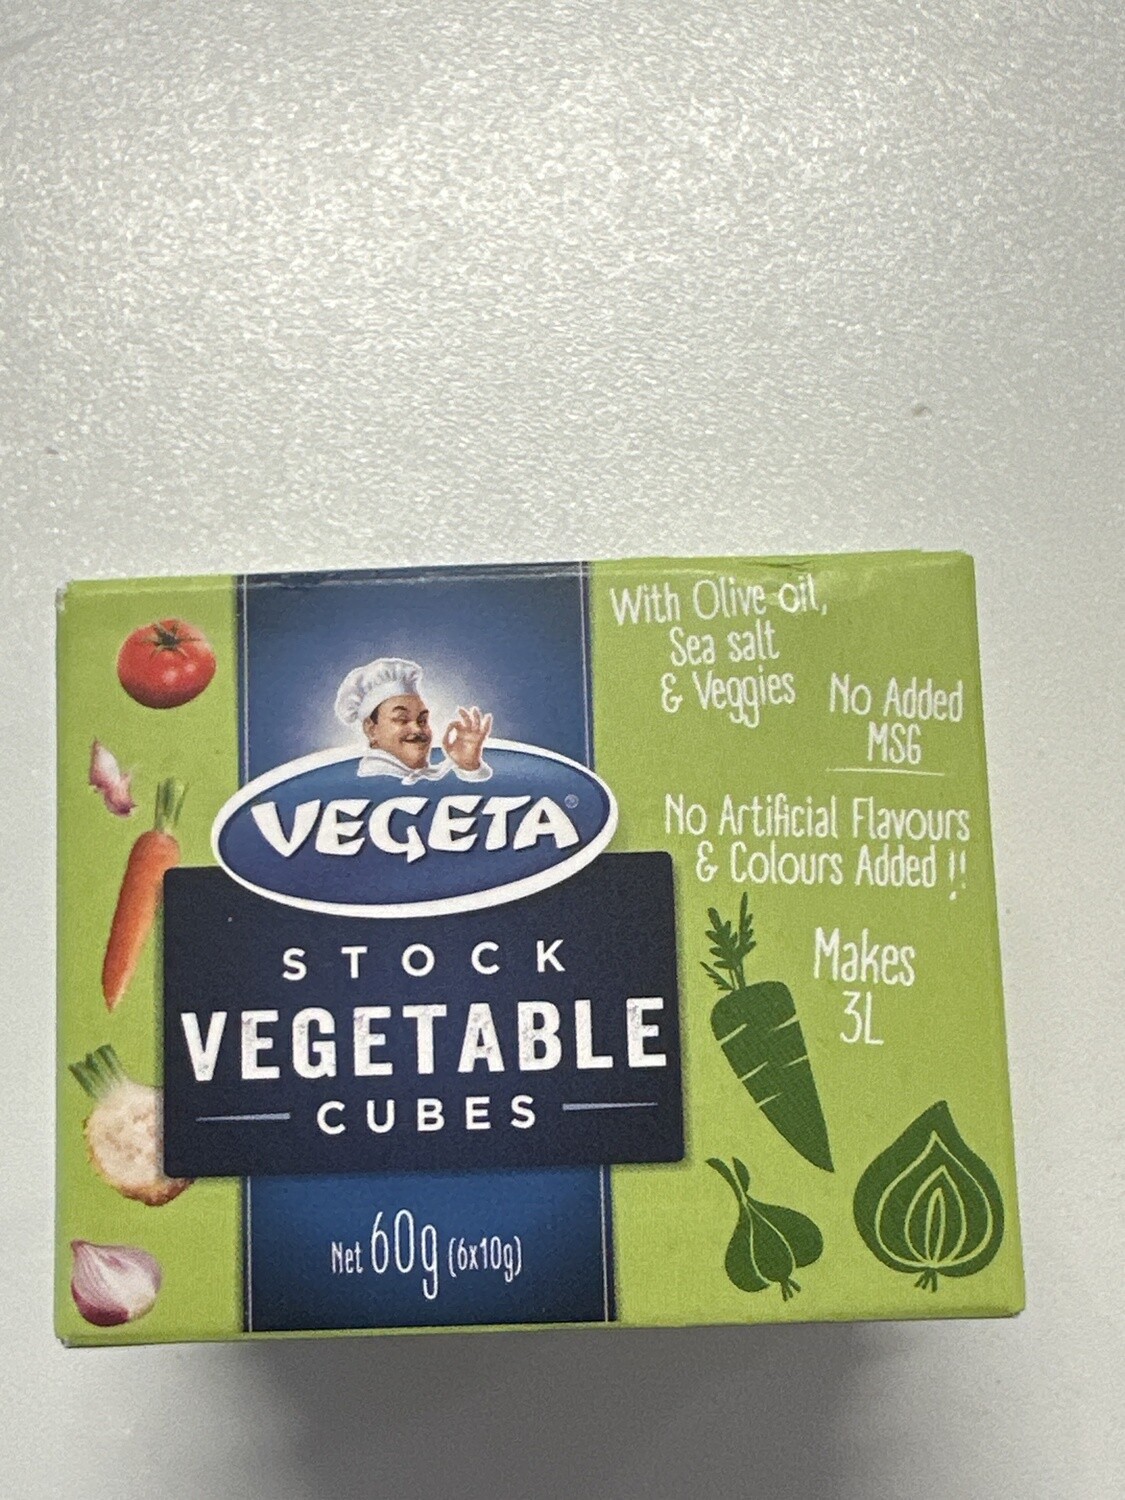 With Olive oil,
Sea salt
& Veggies
No Added
MSG
No Artificial Flavours
& Colours Added !!
Makes
3L
VEGETA®
STOCK
VEGETABLE
CUBES
Net 60g (6x10g)